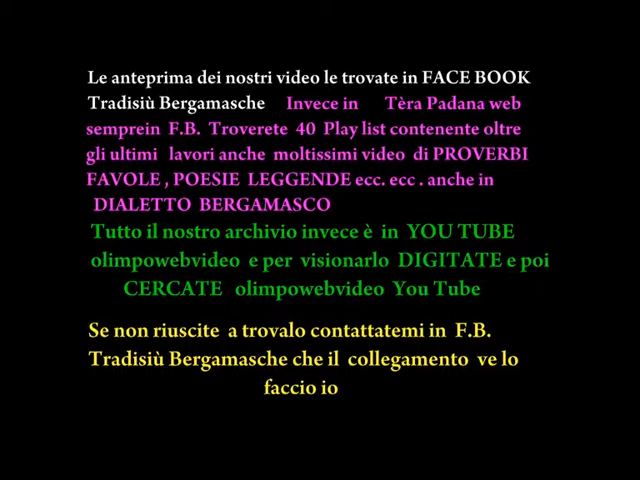 Le anteprima dei nostri video le trovate in FACE BOOK
Tradisiù Bergamasche Invece in Tèra Padana web
semprein F.B. Troverete 40 Play list contenente oltre
gli ultimi lavori anche moltissimi video di PROVERBI
FAVOLE , POESIE LEGGENDE ecc. ecc . anche in
DIALETTO BERGAMASCO
Tutto il nostro archivio invece è in YOU TUBE
olimpowebvideo e per visionarlo DIGITATE e poi
CERCATE olimpowebvideo You Tube
Se non riuscite a trovalo contattatemi in F.B.
Tradisiù Bergamasche che il collegamento ve lo
faccio io